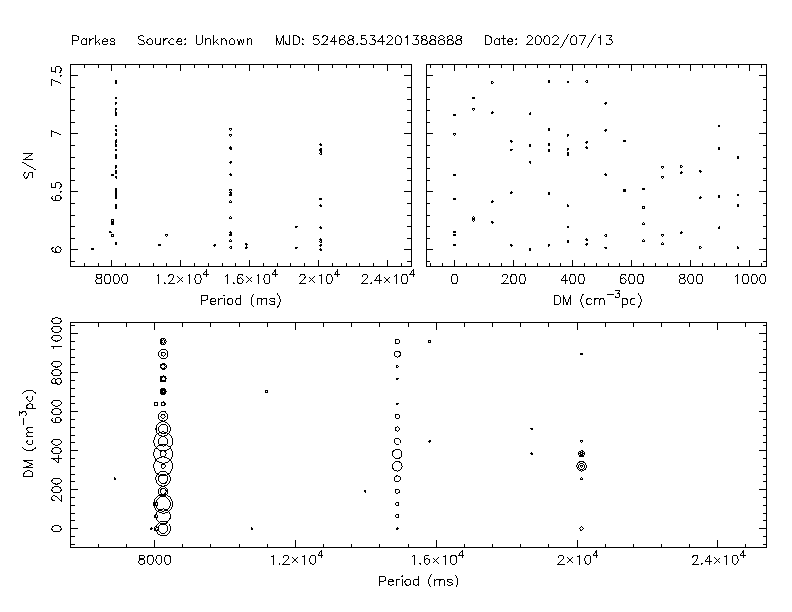 Parkes Source: Unknown MJD: 52468.534201388888 Date: 2002/07/13
S/N
7.5
7
6.5
6
8000 1.2×10⁴ 1.6×10⁴ 2×10⁴ 2.4×10⁴
Period (ms)
0 200 400 600 800 1000
DM (cm⁻³pc)
DM (cm⁻³pc)
1000
800
600
400
200
0
8000 1.2×10⁴ 1.6×10⁴ 2×10⁴ 2.4×10⁴
Period (ms)